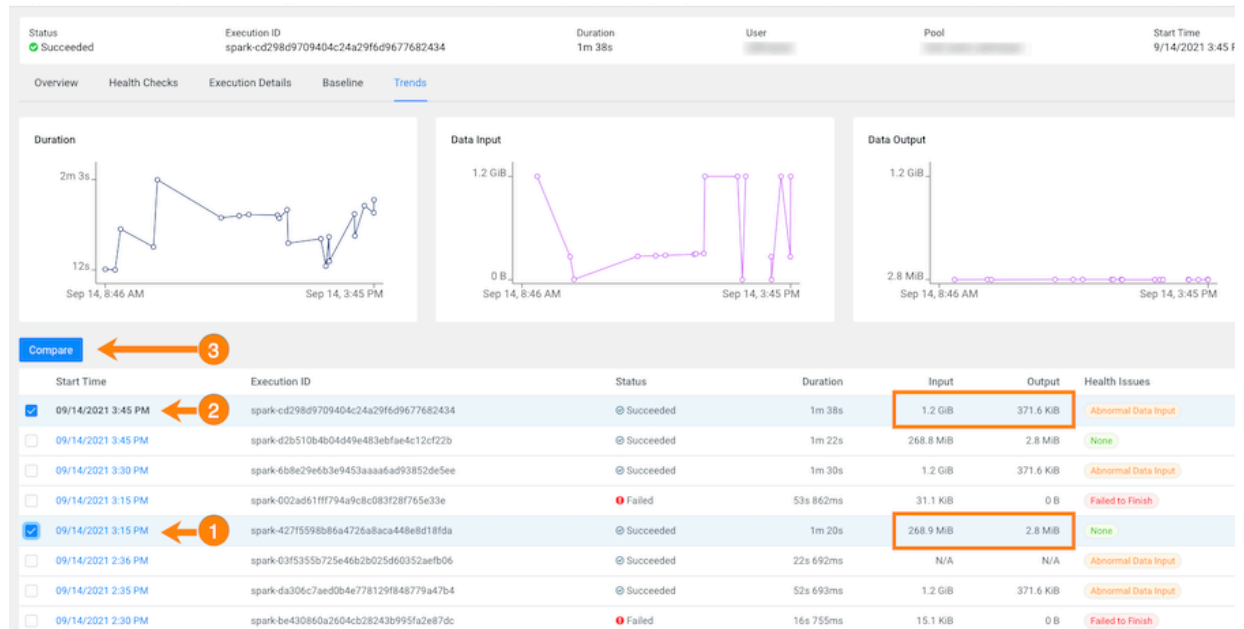 Status Execution ID Duration User Pool Start Time
Succeeded spark-cd298d9709404c24a29f6d9677682434 1m 38s 9/14/2021 3:45
Overview Health Checks Execution Details Baseline Trends
Duration Data Input Data Output
2m 3s 1.2 GiB 1.2 GiB
12s 0 B 2.8 MiB
Sep 14, 8:46 AM Sep 14, 3:45 PM Sep 14, 8:46 AM Sep 14, 3:45 PM Sep 14, 8:46 AM Sep 14, 3:45 PM
Compare 3
Start Time Execution ID Status Duration Input Output Health Issues
09/14/2021 3:45 PM 2 spark-cd298d9709404c24a29f6d9677682434 Succeeded 1m 38s 1.2 GiB 371.6 KiB Abnormal Data Input
09/14/2021 3:45 PM spark-d2b510b4b04d49e483ebfae4c12cf22b Succeeded 1m 22s 268.8 MiB 2.8 MiB None
09/14/2021 3:30 PM spark-6b8e29e6b3e9453aaaa6ad93852de5ee Succeeded 1m 30s 1.2 GiB 371.6 KiB Abnormal Data Input
09/14/2021 3:15 PM spark-002ad61fff794a9c8c083f28f765e33e Failed 53s 862ms 31.1 KiB 0 B Failed to Finish
09/14/2021 3:15 PM 1 spark-427f5598b86a4726a8aca448e8d18fda Succeeded 1m 20s 268.9 MiB 2.8 MiB None
09/14/2021 2:36 PM spark-03f5355b725e46b2b025d60352aefb06 Succeeded 22s 692ms N/A N/A Abnormal Data Input
09/14/2021 2:35 PM spark-da306c7aed0b4e778129f848779a47b4 Succeeded 52s 693ms 1.2 GiB 371.6 KiB Abnormal Data Input
09/14/2021 2:30 PM spark-be430860a2604cb28243b995fa2e87dc Failed 16s 755ms 15.1 KiB 0 B Failed to Finish